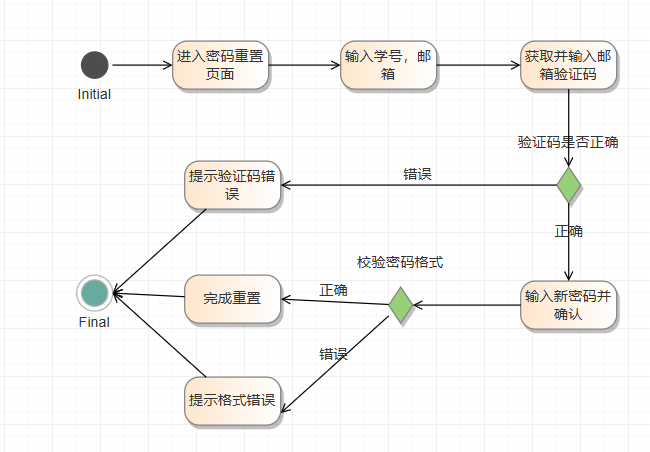 进入密码重置
页面
输入学号，邮
箱
获取并输入邮
箱验证码
Initial
验证码是否正确
提示验证码错
误
错误
正确
校验密码格式
完成重置
正确
输入新密码并
确认
Final
错误
提示格式错误